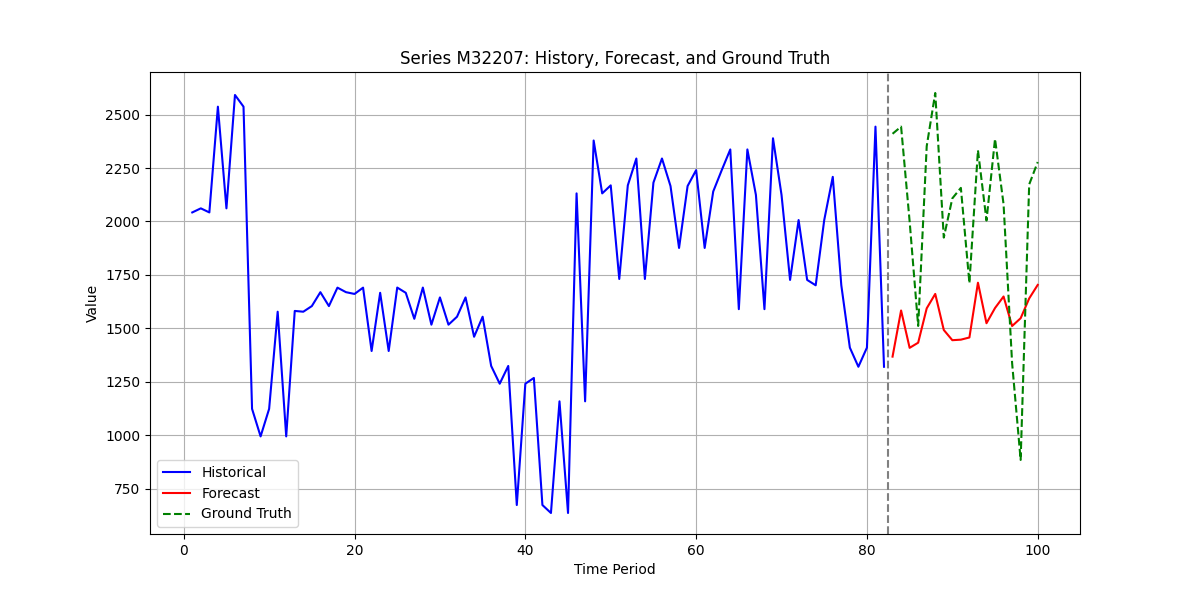 Series M32207: History, Forecast, and Ground Truth
Value
2500
2250
2000
1750
1500
1250
1000
750
Historical
Forecast
Ground Truth
0 20 40 60 80 100
Time Period